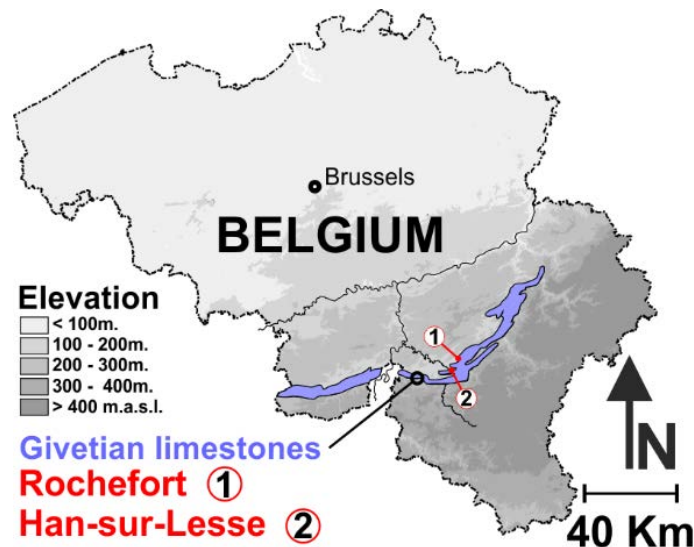 Brussels
BELGIUM
Elevation
< 100m.
100 - 200m.
200 - 300m.
300 - 400m.
> 400 m.a.s.l.
1
2
Givetian limestones
Rochefort 1
Han-sur-Lesse 2
N
40 Km